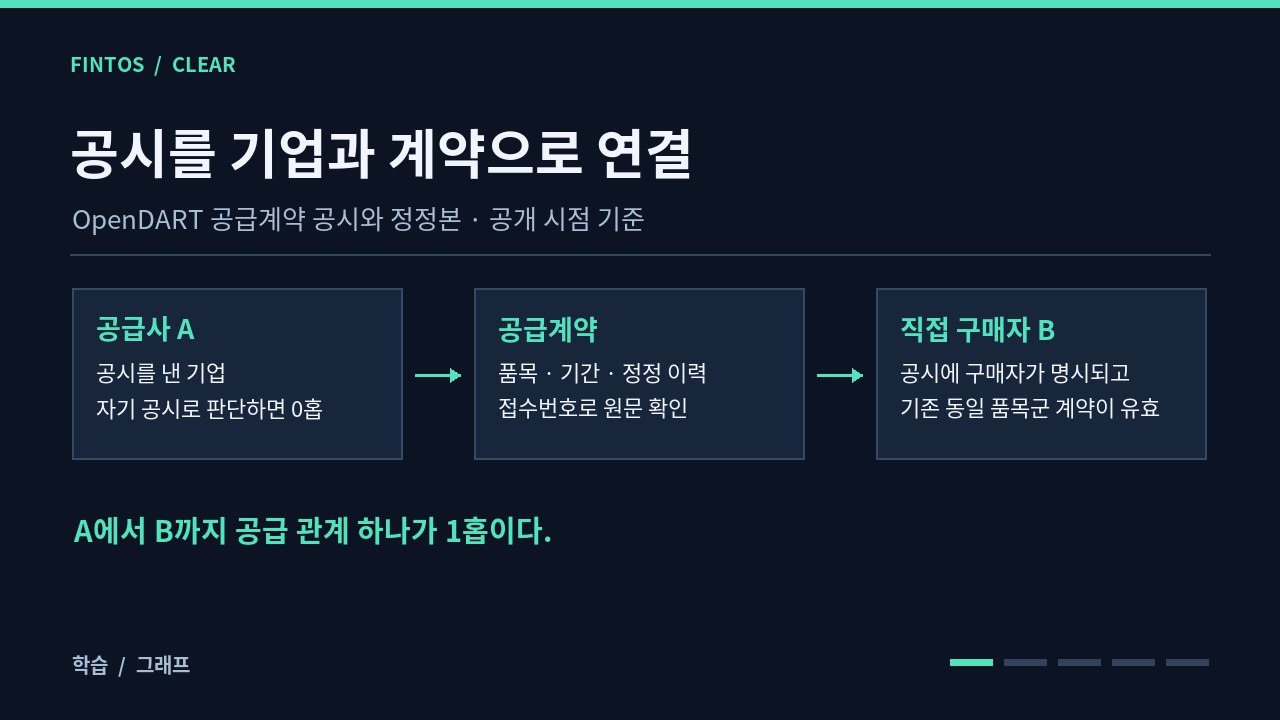 FINTOS / CLEAR
공시를 기업과 계약으로 연결
OpenDART 공급계약 공시와 정정본 · 공개 시점 기준
공급사 A
공시를 낸 기업
자기 공시로 판단하면 0홉
공급계약
품목 · 기간 · 정정 이력
접수번호로 원문 확인
직접 구매자 B
공시에 구매자가 명시되고
기존 동일 품목군 계약이 유효
A에서 B까지 공급 관계 하나가 1홉이다.
학습 / 그래프